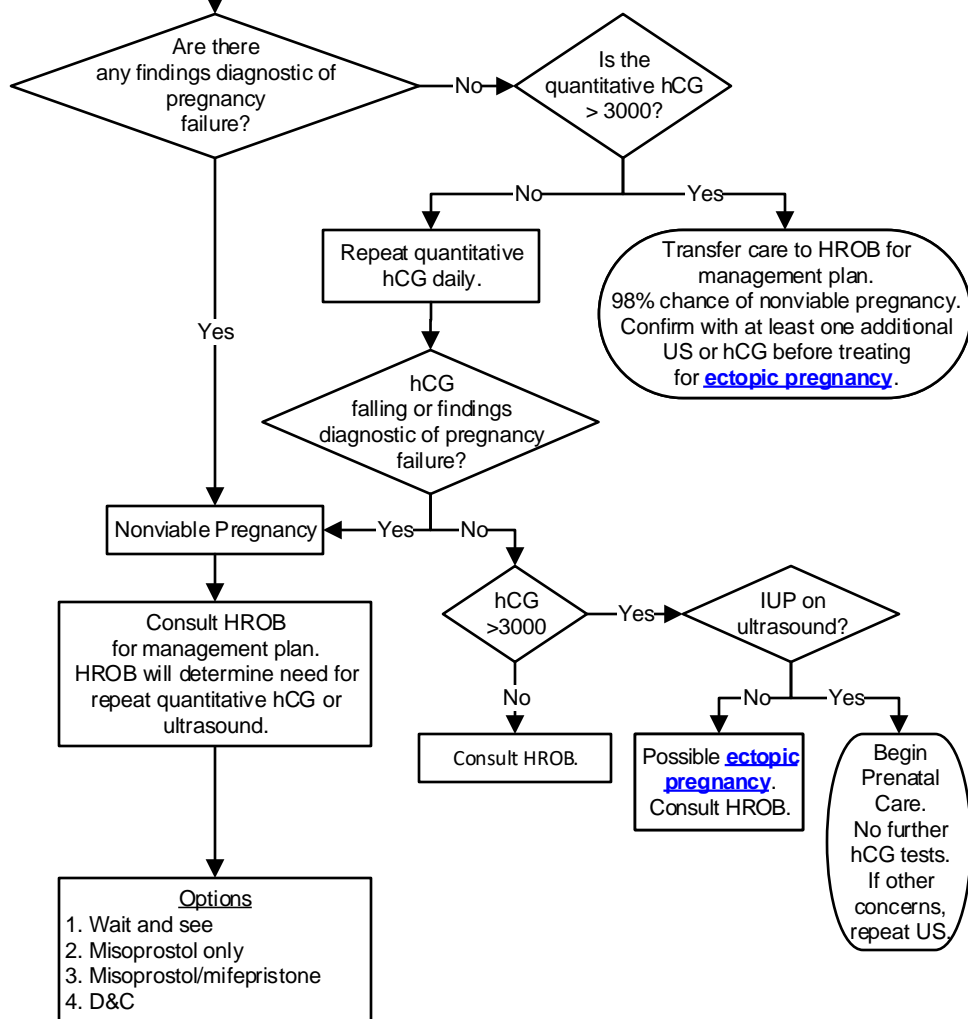 Are there
any findings diagnostic of
pregnancy
failure?
No
Is the
quantitative hCG
> 3000?
No
Yes
Repeat quantitative
hCG daily.
Transfer care to HROB for
management plan.
98% chance of nonviable pregnancy.
Confirm with at least one additional
US or hCG before treating
for ectopic pregnancy.
Yes
hCG
falling or findings
diagnostic of pregnancy
failure?
Nonviable Pregnancy
Yes
No
Consult HROB
for management plan.
HROB will determine need for
repeat quantitative hCG or
ultrasound.
hCG
>3000
Yes
IUP on
ultrasound?
No
No
Yes
Consult HROB.
Possible ectopic
pregnancy.
Consult HROB.
Begin
Prenatal
Care.
No further
hCG tests.
If other
concerns,
repeat US.
Options
1. Wait and see
2. Misoprostol only
3. Misoprostol/mifepristone
4. D&C